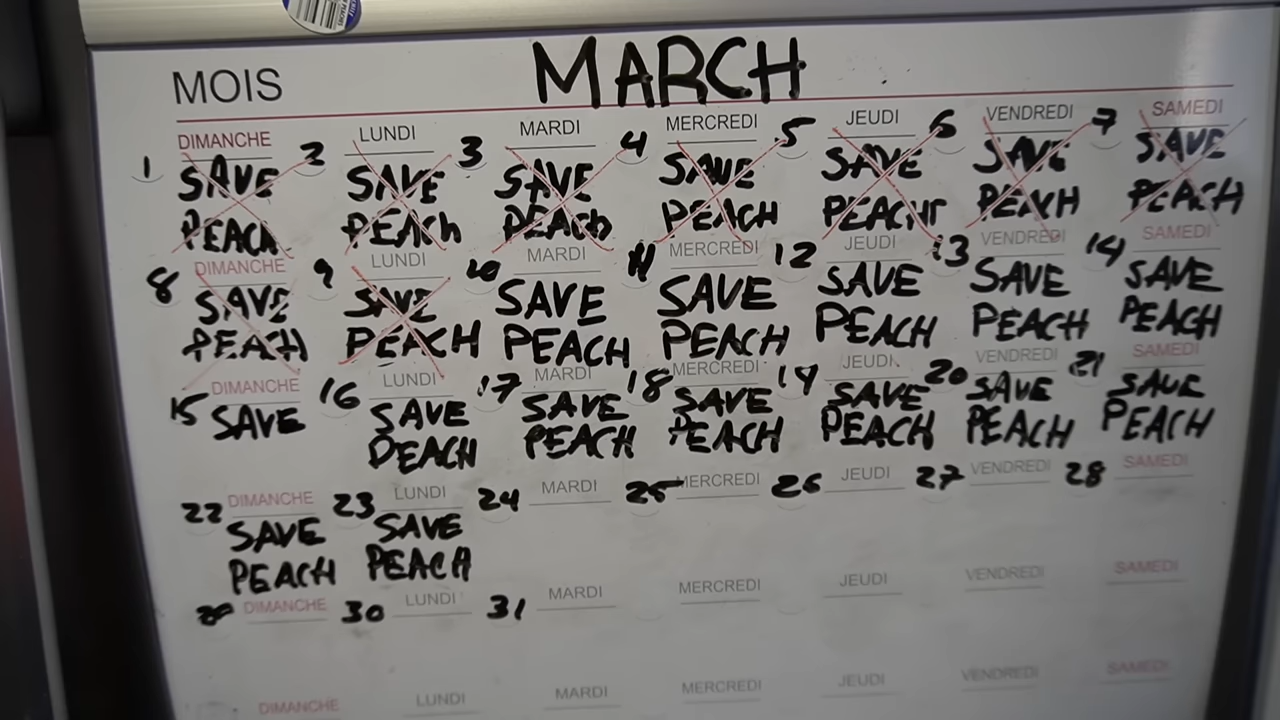 MOIS MARCH
DIMANCHE LUNDI MARDI MERCREDI JEUDI VENDREDI SAMEDI
1 SAVE 2 SAVE 3 SAVE 4 SAVE 5 SAVE 6 SAVE 7 SAVE
PEACH PEACH PEACH PEACH PEACH PEACH PEACH
DIMANCHE LUNDI MARDI MERCREDI JEUDI VENDREDI SAMEDI
8 SAVE 9 SAVE 10 SAVE 11 SAVE 12 SAVE 13 SAVE 14 SAVE
PEACH PEACH PEACH PEACH PEACH PEACH PEACH
DIMANCHE LUNDI MARDI MERCREDI JEUDI VENDREDI SAMEDI
15 SAVE 16 SAVE 17 SAVE 18 SAVE 19 SAVE 20 SAVE 21 SAVE
PEACH PEACH PEACH PEACH PEACH PEACH
22 DIMANCHE 23 LUNDI 24 MARDI 25 MERCREDI 26 JEUDI 27 VENDREDI 28 SAMEDI
SAVE SAVE
PEACH PEACH
29 DIMANCHE 30 LUNDI 31 MARDI MERCREDI JEUDI VENDREDI SAMEDI
DIMANCHE LUNDI MARDI MERCREDI JEUDI VENDREDI SAMEDI